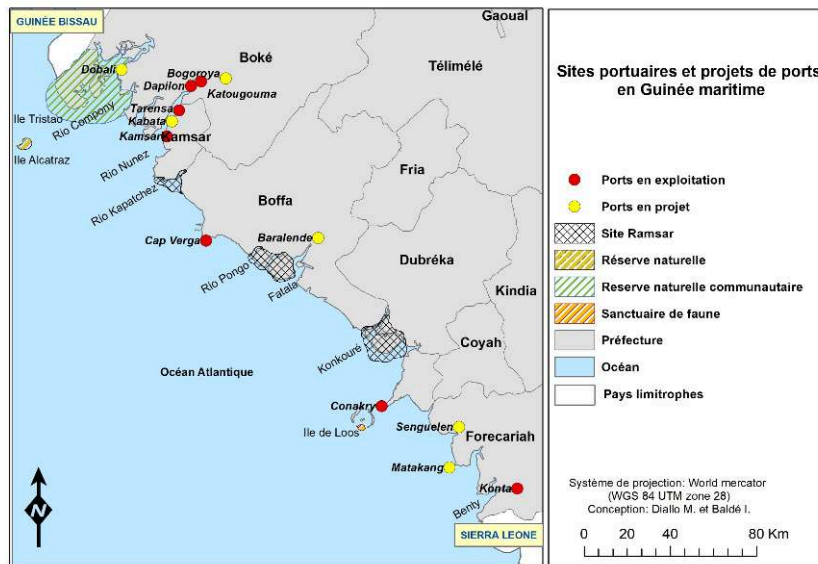 GUINÉE BISSAU
Gaoual
Boké
Télimélé
Dobali
Bogoroya
Dapilon
Katougouma
Tarensa
Kabata
Kamsar
Kamsar
Ile Tristao
Rio Compony
Ile Alcatraz
Rio Nunez
Rio Kapatchez
Fria
Boffa
Cap Verga
Baralende
Dubréka
Rio Pongo
Fatala
Kindia
Coyah
Konkouré
Océan Atlantique
Conakry
Ile de Loos
Senguelen
Forecariah
Matakang
Konta
Benty
SIERRA LEONE
N
Sites portuaires et projets de ports
en Guinée maritime
Ports en exploitation
Ports en projet
Site Ramsar
Réserve naturelle
Reserve naturelle communautaire
Sanctuaire de faune
Préfecture
Océan
Pays limitrophes
Système de projection: World mercator
(WGS 84 UTM zone 28)
Conception: Diallo M. et Baldé I.
0 20 40 80 Km